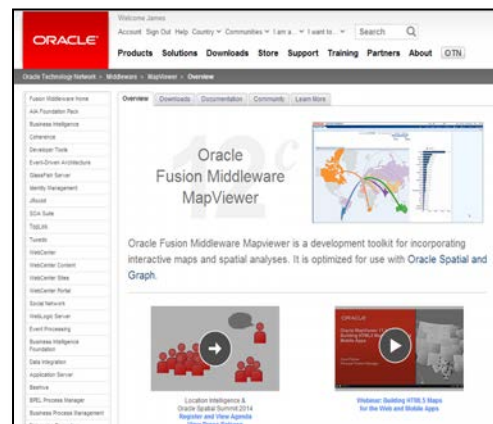 ORACLE
Welcome James
Account Sign Out Help Country Communities I am a... I want to... Search
Products Solutions Downloads Store Support Training Partners About OTN
Oracle Technology Network > Middleware > MapViewer > Overview
Overview Downloads Documentation Community Learn More
Fusion Middleware Home
AIA Foundation Pack
Business Intelligence
Coherence
Developer Tools
Event-Driven Architecture
GlassFish Server
Identity Management
JRockit
SOA Suite
TopLink
Tuxedo
WebCenter
WebCenter Content
WebCenter Sites
WebCenter Portal
Social Network
WebLogic Server
Event Processing
Business Intelligence
Foundation
Data Integration
Application Server
Beehive
BPEL Process Manager
Business Process Management
12c
Oracle
Fusion Middleware
MapViewer
Oracle Fusion Middleware Mapviewer is a development toolkit for incorporating
interactive maps and spatial analyses. It is optimized for use with Oracle Spatial and
Graph.
Location Intelligence &
Oracle Spatial Summit 2014
Register and View Agenda
ORACLE
Webinar: Building HTML5 Maps
for the Web and Mobile Apps